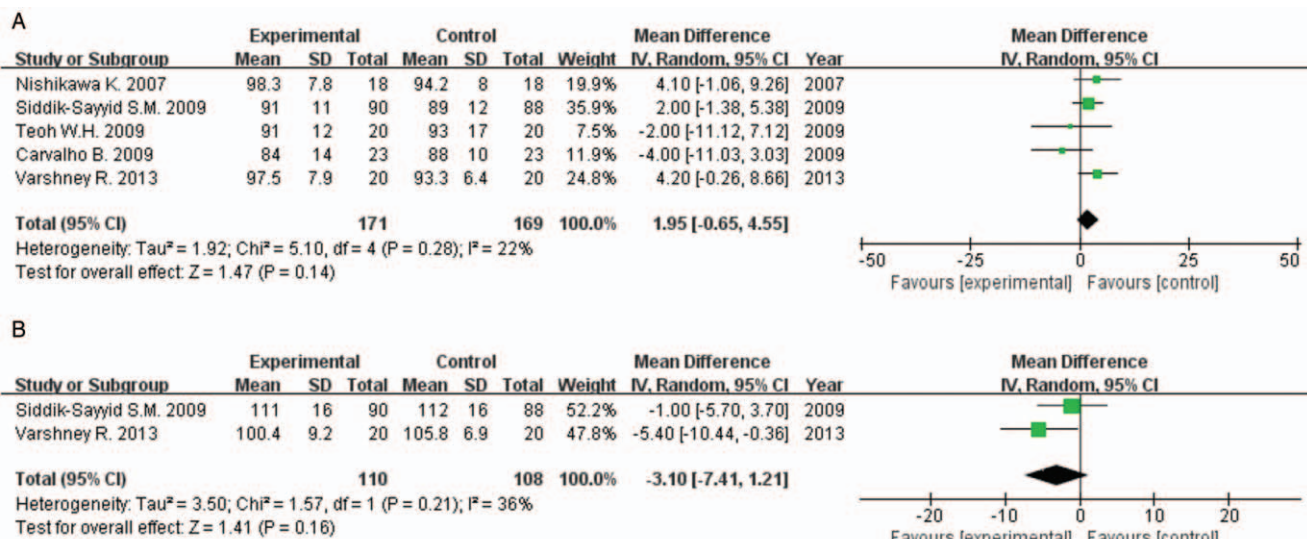 A
Experimental Control Mean Difference Mean Difference
Study or Subgroup Mean SD Total Mean SD Total Weight IV, Random, 95% CI Year IV, Random, 95% CI
Nishikawa K. 2007 98.3 7.8 18 94.2 8 18 19.9% 4.10 [-1.06, 9.26] 2007
Siddik-Sayyid S.M. 2009 91 11 90 89 12 88 35.9% 2.00 [-1.38, 5.38] 2009
Teoh W.H. 2009 91 12 20 93 17 20 7.5% -2.00 [-11.12, 7.12] 2009
Carvalho B. 2009 84 14 23 88 10 23 11.9% -4.00 [-11.03, 3.03] 2009
Varshney R. 2013 97.5 7.9 20 93.3 6.4 20 24.8% 4.20 [-0.26, 8.66] 2013
Total (95% CI) 171 169 100.0% 1.95 [-0.65, 4.55]
Heterogeneity: Tau² = 1.92; Chi² = 5.10, df = 4 (P = 0.28); I² = 22%
Test for overall effect: Z = 1.47 (P = 0.14)
-50 -25 0 25 50
Favours [experimental] Favours [control]
B
Experimental Control Mean Difference Mean Difference
Study or Subgroup Mean SD Total Mean SD Total Weight IV, Random, 95% CI Year IV, Random, 95% CI
Siddik-Sayyid S.M. 2009 111 16 90 112 16 88 52.2% -1.00 [-5.70, 3.70] 2009
Varshney R. 2013 100.4 9.2 20 105.8 6.9 20 47.8% -5.40 [-10.44, -0.36] 2013
Total (95% CI) 110 108 100.0% -3.10 [-7.41, 1.21]
Heterogeneity: Tau² = 3.50; Chi² = 1.57, df = 1 (P = 0.21); I² = 36%
Test for overall effect: Z = 1.41 (P = 0.16)
-20 -10 0 10 20
Favours [experimental] Favours [control]